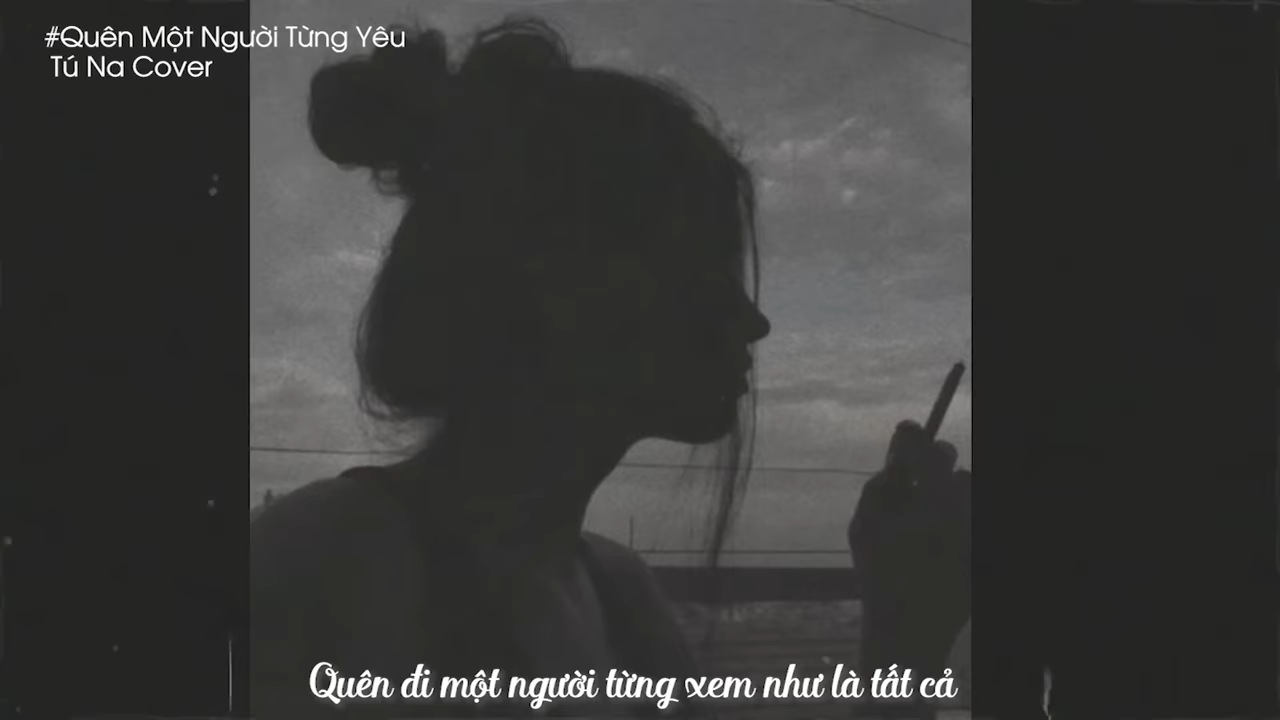 #Quên Một Người Từng Yêu
Tú Na Cover
Quên đi một người từng xem như là tất cả